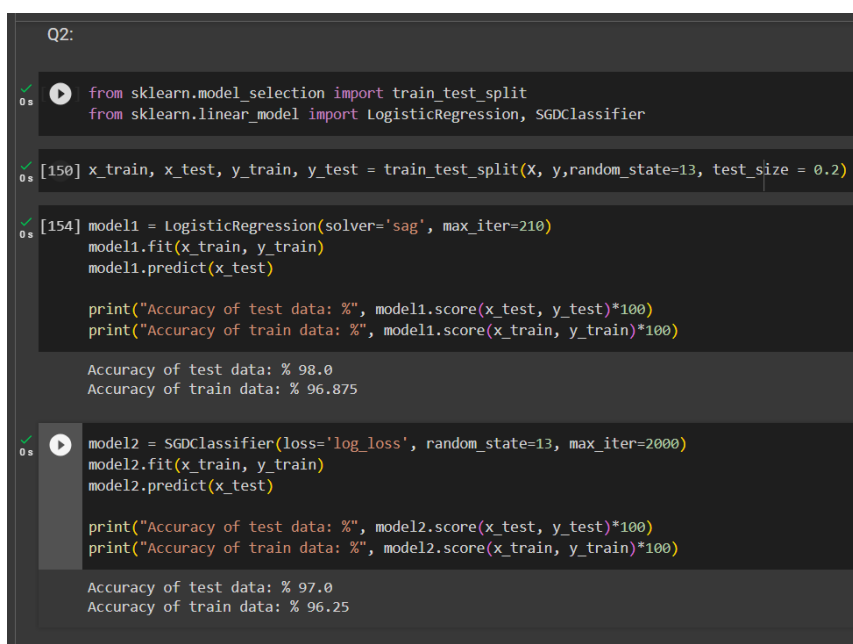 Q2:
0s
from sklearn.model_selection import train_test_split
from sklearn.linear_model import LogisticRegression, SGDClassifier
0s [150] x_train, x_test, y_train, y_test = train_test_split(X, y,random_state=13, test_size = 0.2)
0s [154] model1 = LogisticRegression(solver='sag', max_iter=210)
model1.fit(x_train, y_train)
model1.predict(x_test)
print("Accuracy of test data: %", model1.score(x_test, y_test)*100)
print("Accuracy of train data: %", model1.score(x_train, y_train)*100)
Accuracy of test data: % 98.0
Accuracy of train data: % 96.875
0s
model2 = SGDClassifier(loss='log_loss', random_state=13, max_iter=2000)
model2.fit(x_train, y_train)
model2.predict(x_test)
print("Accuracy of test data: %", model2.score(x_test, y_test)*100)
print("Accuracy of train data: %", model2.score(x_train, y_train)*100)
Accuracy of test data: % 97.0
Accuracy of train data: % 96.25